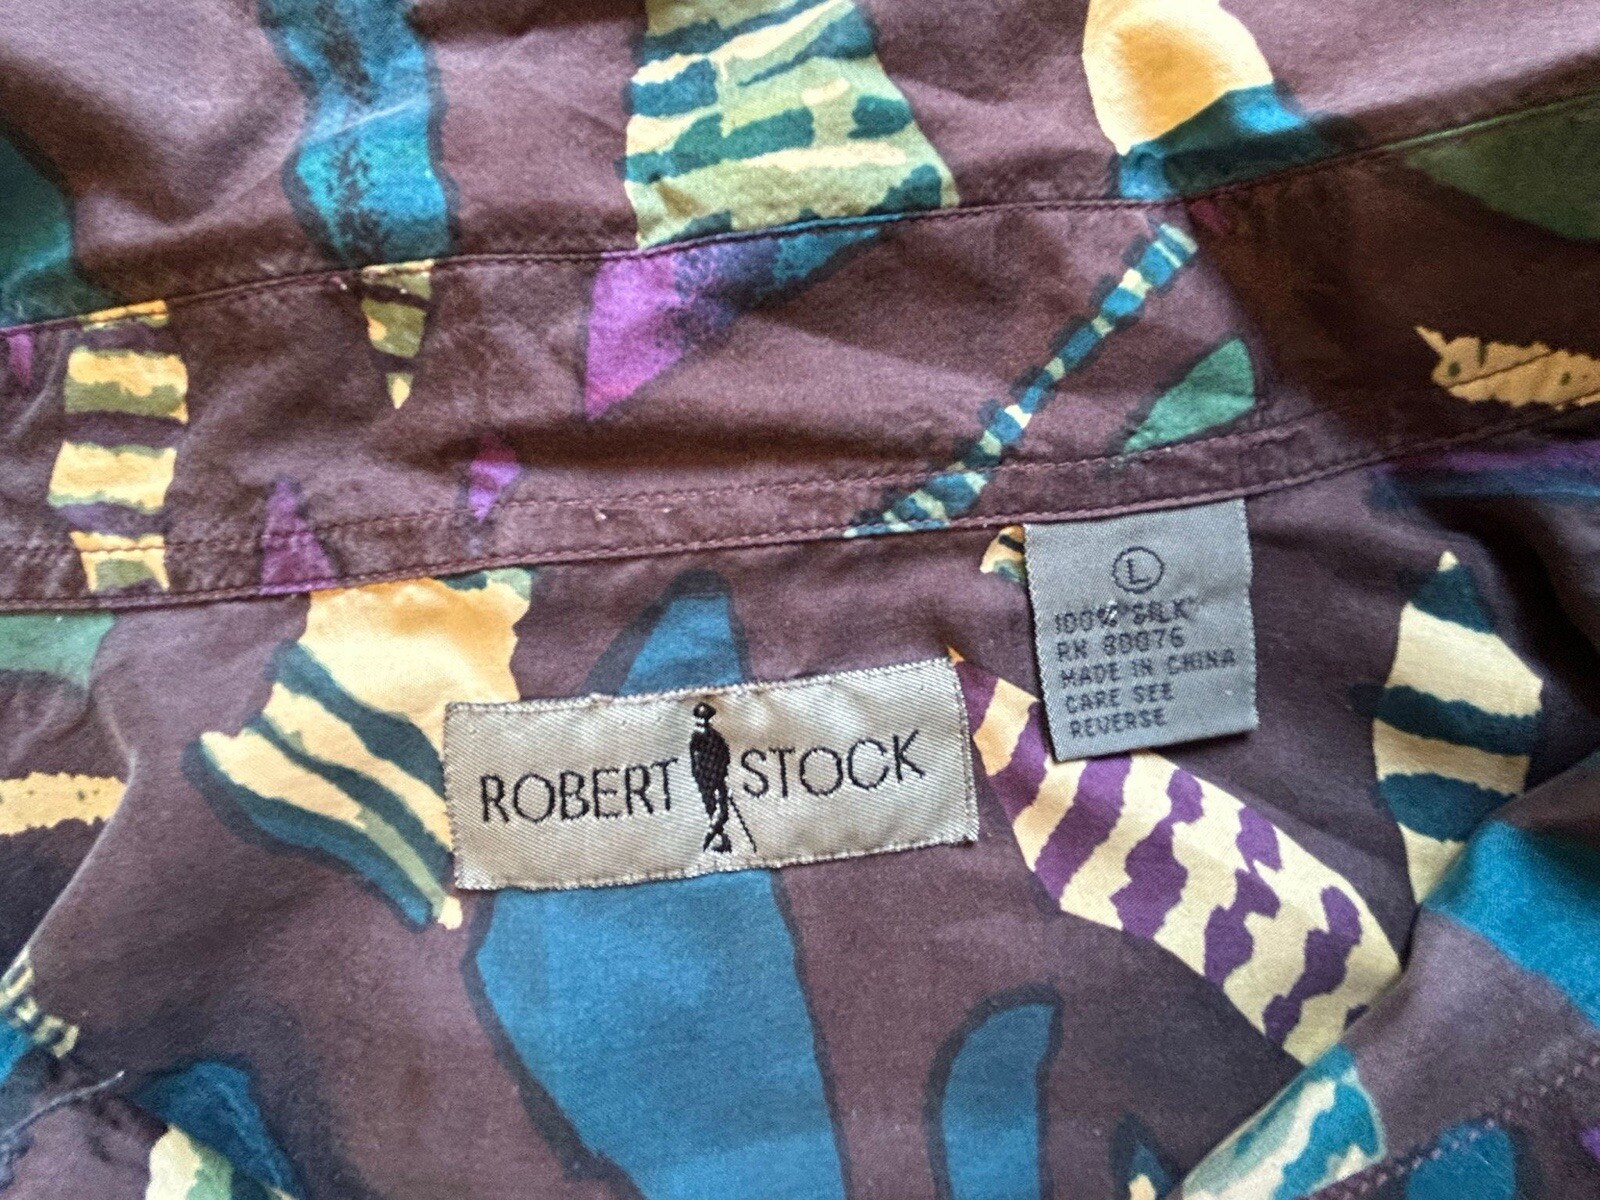 ROBERT STOCK
L
100% SILK
RN 80076
MADE IN CHINA
CARE SEE
REVERSE